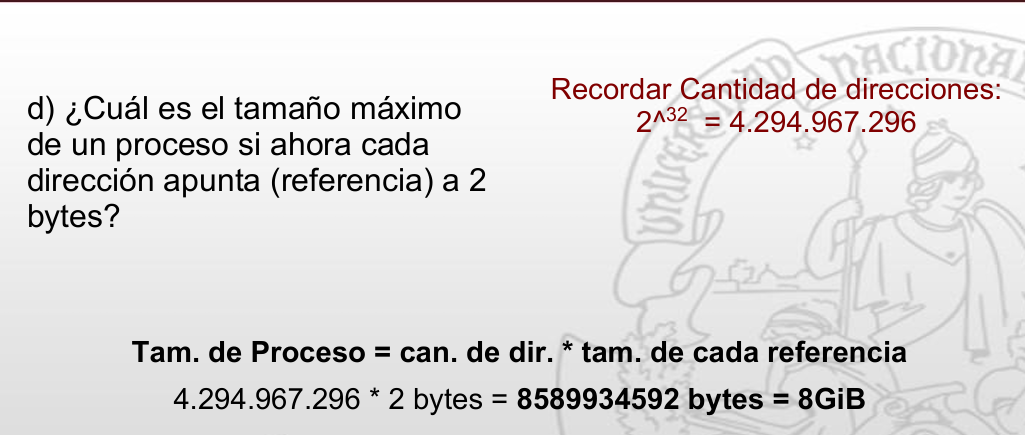 d) ¿Cuál es el tamaño máximo
de un proceso si ahora cada
dirección apunta (referencia) a 2
bytes?
Recordar Cantidad de direcciones:
2^³² = 4.294.967.296
UNIVERSIDAD NACIONAL
Tam. de Proceso = can. de dir. * tam. de cada referencia
4.294.967.296 * 2 bytes = 8589934592 bytes = 8GiB